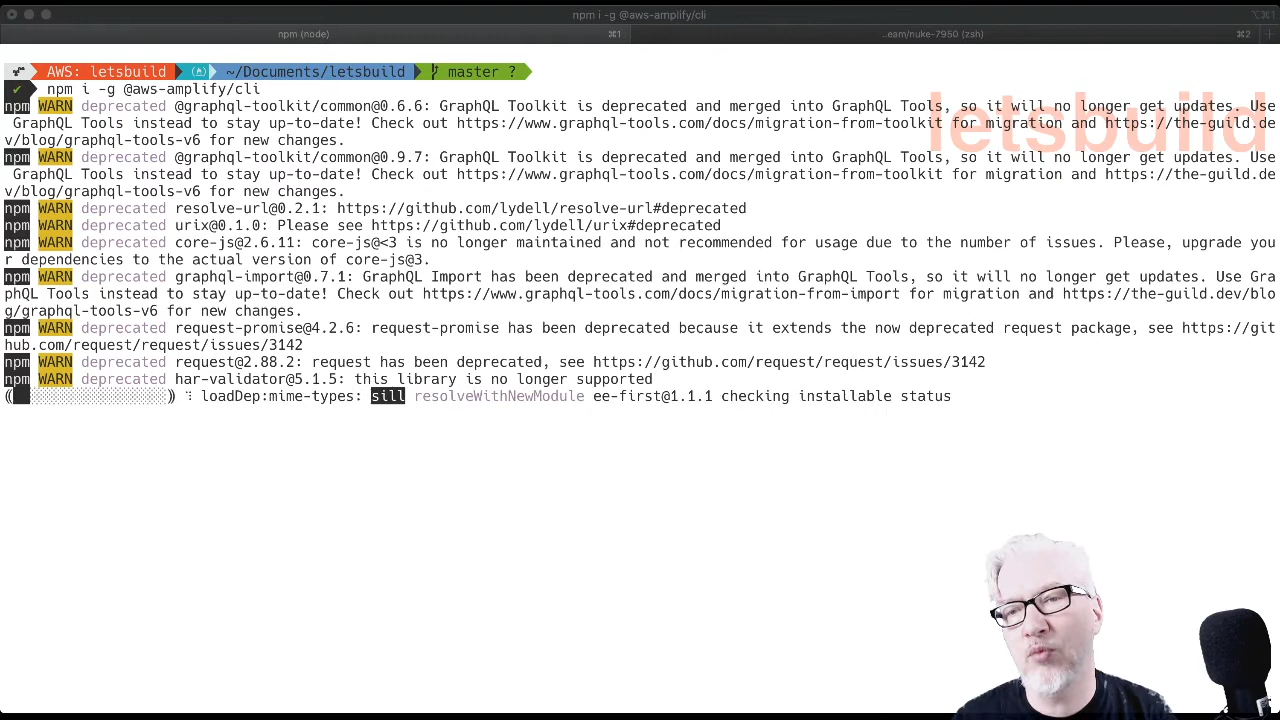 npm i -g @aws-amplify/cli
⌥⌘1
npm (node)
⌘1
..eam/nuke-7950 (zsh)
⌘2
AWS: letsbuild
~/Documents/letsbuild
master ?
✓ npm i -g @aws-amplify/cli
npm WARN deprecated @graphql-toolkit/common@0.6.6: GraphQL Toolkit is deprecated and merged into GraphQL Tools, so it will no longer get updates. Use
GraphQL Tools instead to stay up-to-date! Check out https://www.graphql-tools.com/docs/migration-from-toolkit for migration and https://the-guild.de
v/blog/graphql-tools-v6 for new changes.
npm WARN deprecated @graphql-toolkit/common@0.9.7: GraphQL Toolkit is deprecated and merged into GraphQL Tools, so it will no longer get updates. Use
GraphQL Tools instead to stay up-to-date! Check out https://www.graphql-tools.com/docs/migration-from-toolkit for migration and https://the-guild.de
v/blog/graphql-tools-v6 for new changes.
npm WARN deprecated resolve-url@0.2.1: https://github.com/lydell/resolve-url#deprecated
npm WARN deprecated urix@0.1.0: Please see https://github.com/lydell/urix#deprecated
npm WARN deprecated core-js@2.6.11: core-js@<3 is no longer maintained and not recommended for usage due to the number of issues. Please, upgrade you
r dependencies to the actual version of core-js@3.
npm WARN deprecated graphql-import@0.7.1: GraphQL Import has been deprecated and merged into GraphQL Tools, so it will no longer get updates. Use Gra
phQL Tools instead to stay up-to-date! Check out https://www.graphql-tools.com/docs/migration-from-import for migration and https://the-guild.dev/blo
g/graphql-tools-v6 for new changes.
npm WARN deprecated request-promise@4.2.6: request-promise has been deprecated because it extends the now deprecated request package, see https://git
hub.com/request/request/issues/3142
npm WARN deprecated request@2.88.2: request has been deprecated, see https://github.com/request/request/issues/3142
npm WARN deprecated har-validator@5.1.5: this library is no longer supported
loadDep:mime-types: sill resolveWithNewModule ee-first@1.1.1 checking installable status
letsbuild